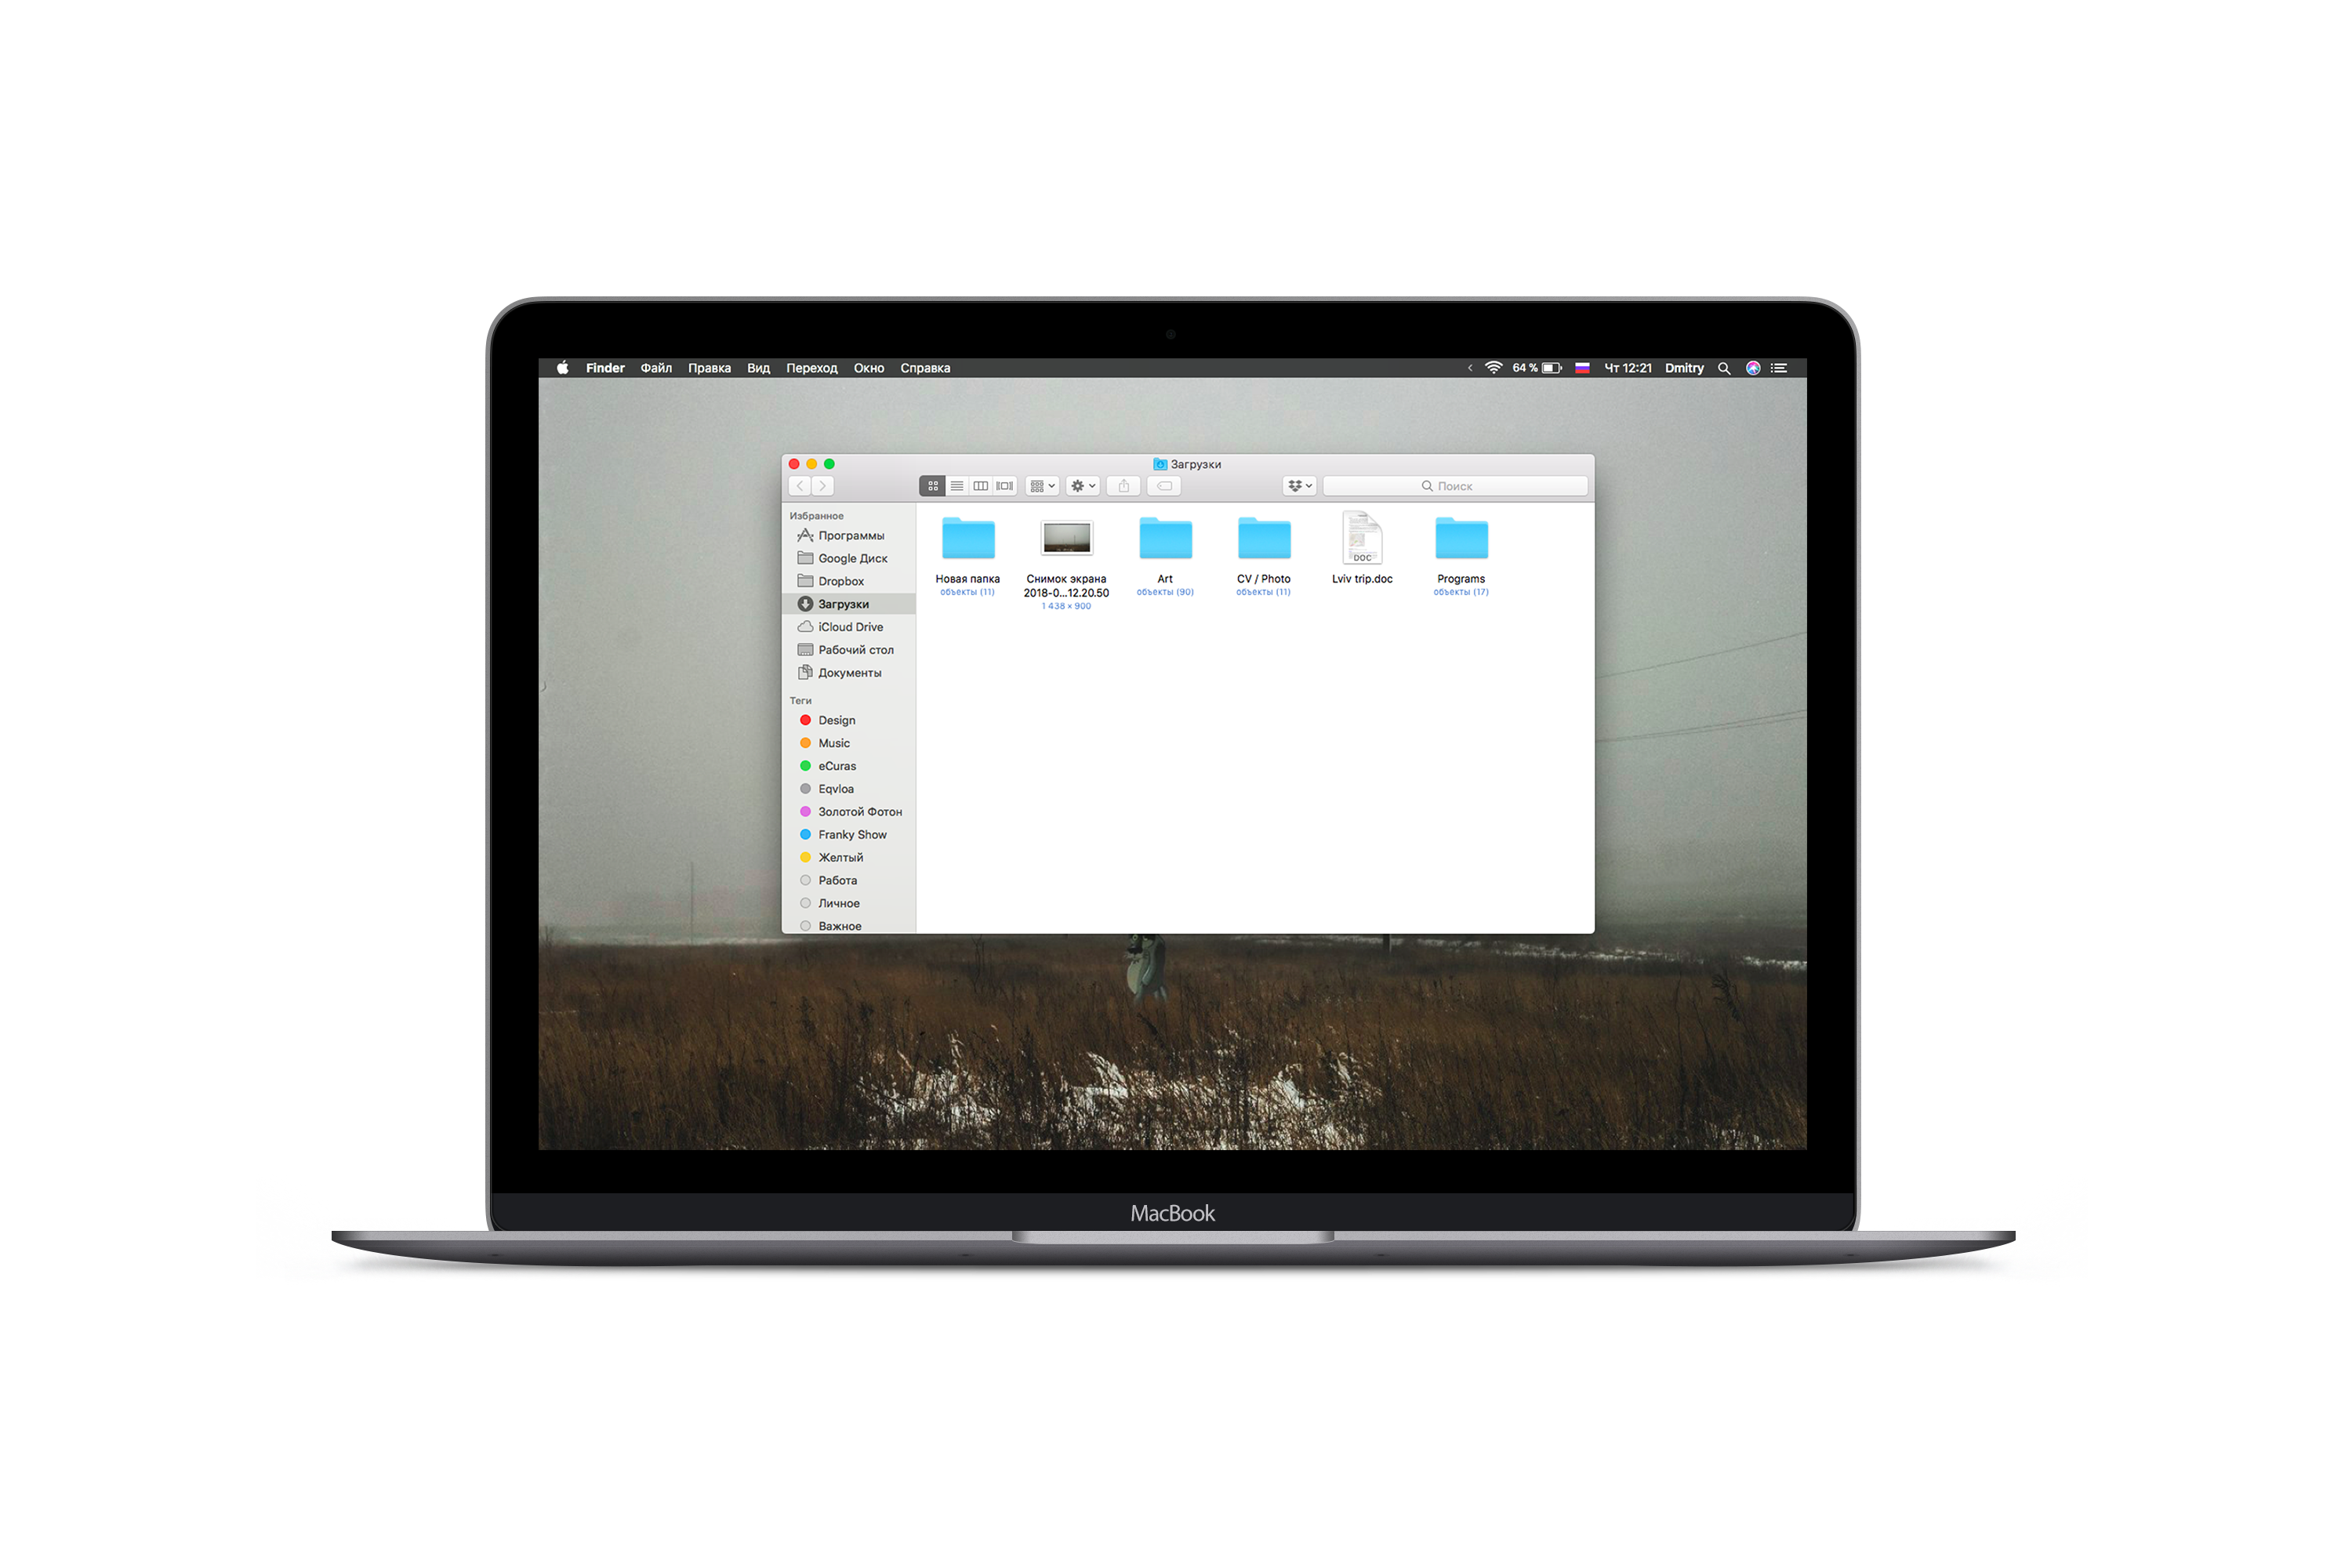 Finder Файл Правка Вид Переход Окно Справка
64 % Чт 12:21 Dmitry
Загрузки
Поиск
Избранное
Программы
Google Диск
Dropbox
Загрузки
iCloud Drive
Рабочий стол
Документы
Теги
Design
Music
eCuras
Eqvloa
Золотой Фотон
Franky Show
Желтый
Работа
Личное
Важное
Новая папка
объекты (11)
Снимок экрана
2018-0...12.20.50
1 438 × 900
Art
объекты (90)
CV / Photo
объекты (11)
DOC
Lviv trip.doc
Programs
объекты (17)
MacBook